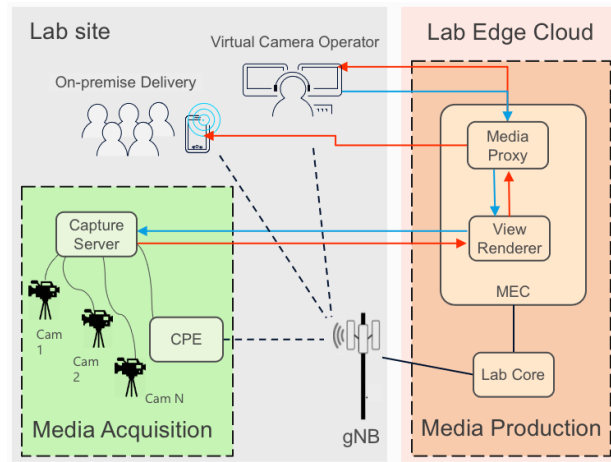 Lab site
Lab Edge Cloud
Virtual Camera Operator
On-premise Delivery
Media
Proxy
Capture
Server
View
Renderer
MEC
Cam
1
Cam
2
Cam N
CPE
Lab Core
gNB
Media Acquisition
Media Production